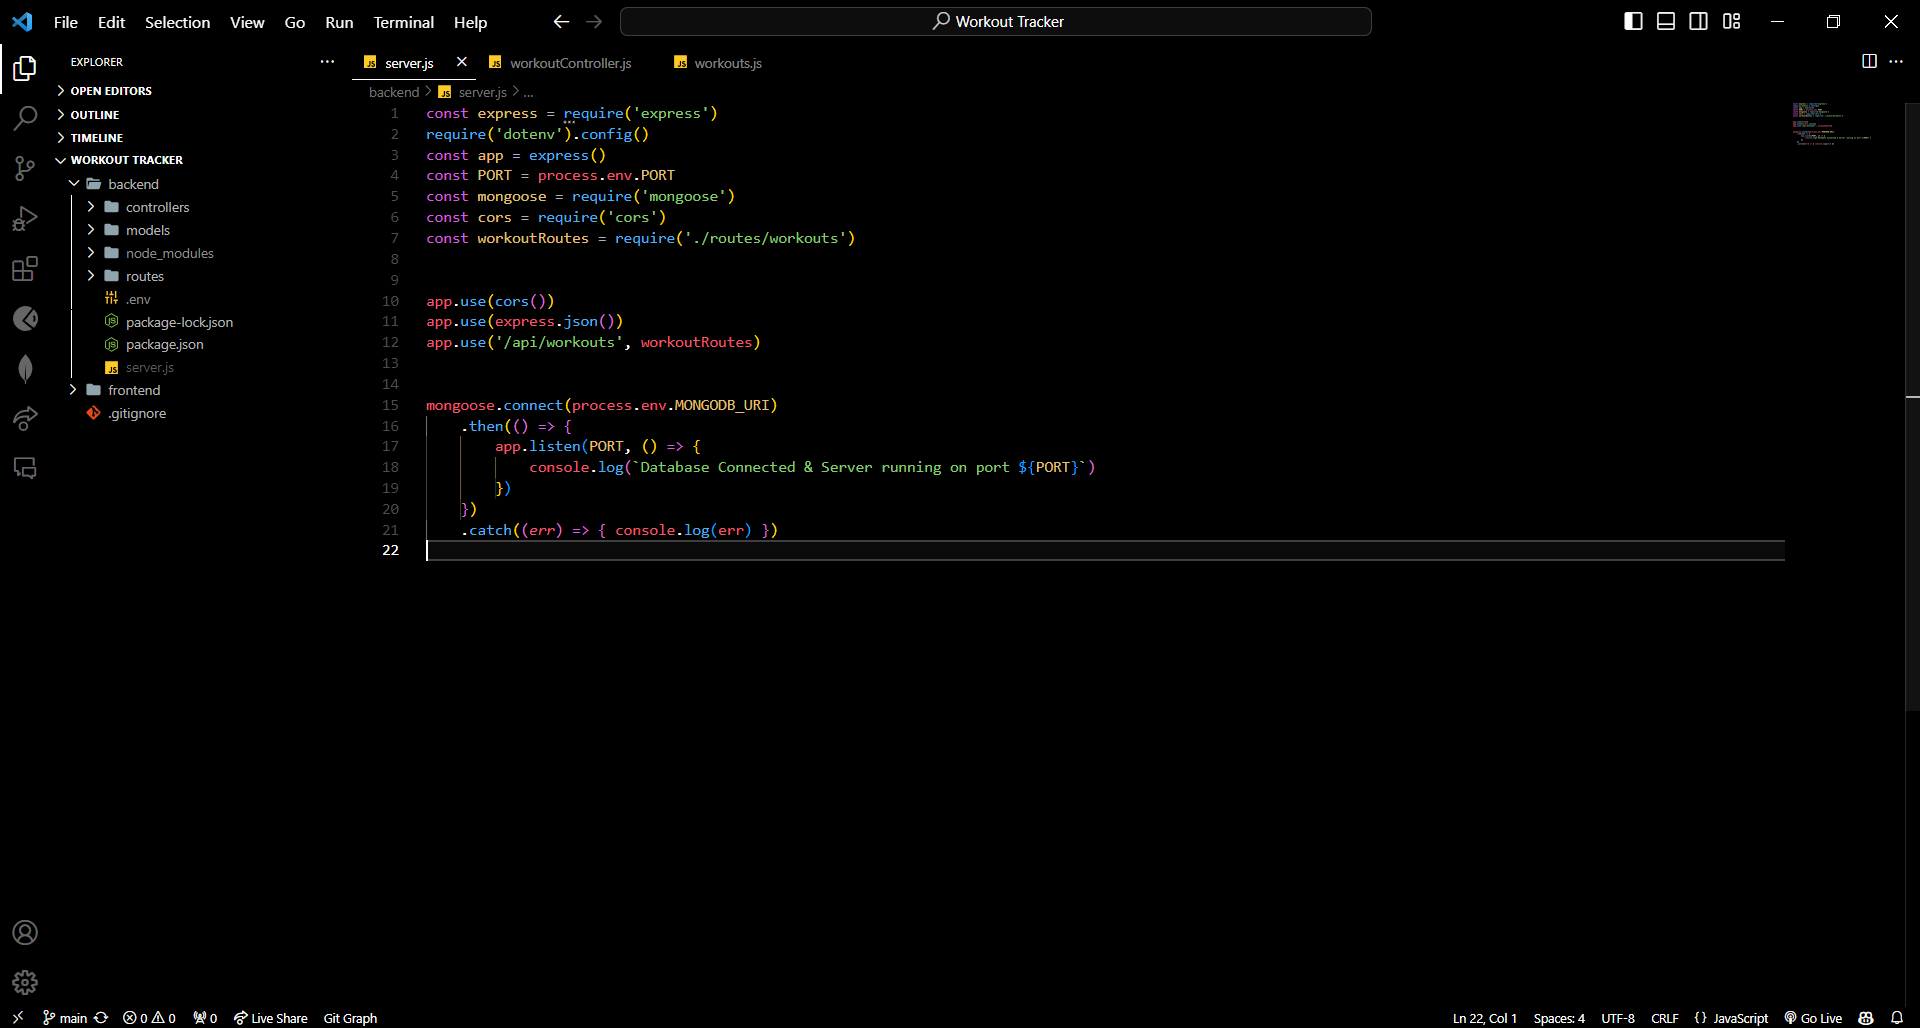 File Edit Selection View Go Run Terminal Help
Workout Tracker
EXPLORER
OPEN EDITORS
OUTLINE
TIMELINE
WORKOUT TRACKER
backend
controllers
models
node_modules
routes
.env
package-lock.json
package.json
server.js
frontend
.gitignore
server.js workoutController.js workouts.js
backend > server.js > ...
1 const express = require('express')
2 require('dotenv').config()
3 const app = express()
4 const PORT = process.env.PORT
5 const mongoose = require('mongoose')
6 const cors = require('cors')
7 const workoutRoutes = require('./routes/workouts')
8
9
10 app.use(cors())
11 app.use(express.json())
12 app.use('/api/workouts', workoutRoutes)
13
14
15 mongoose.connect(process.env.MONGODB_URI)
16 .then(() => {
17 app.listen(PORT, () => {
18 console.log(`Database Connected & Server running on port ${PORT}`)
19 })
20 })
21 .catch((err) => { console.log(err) })
22
main 0 0 0 Live Share Git Graph Ln 22, Col 1 Spaces: 4 UTF-8 CRLF {} JavaScript Go Live